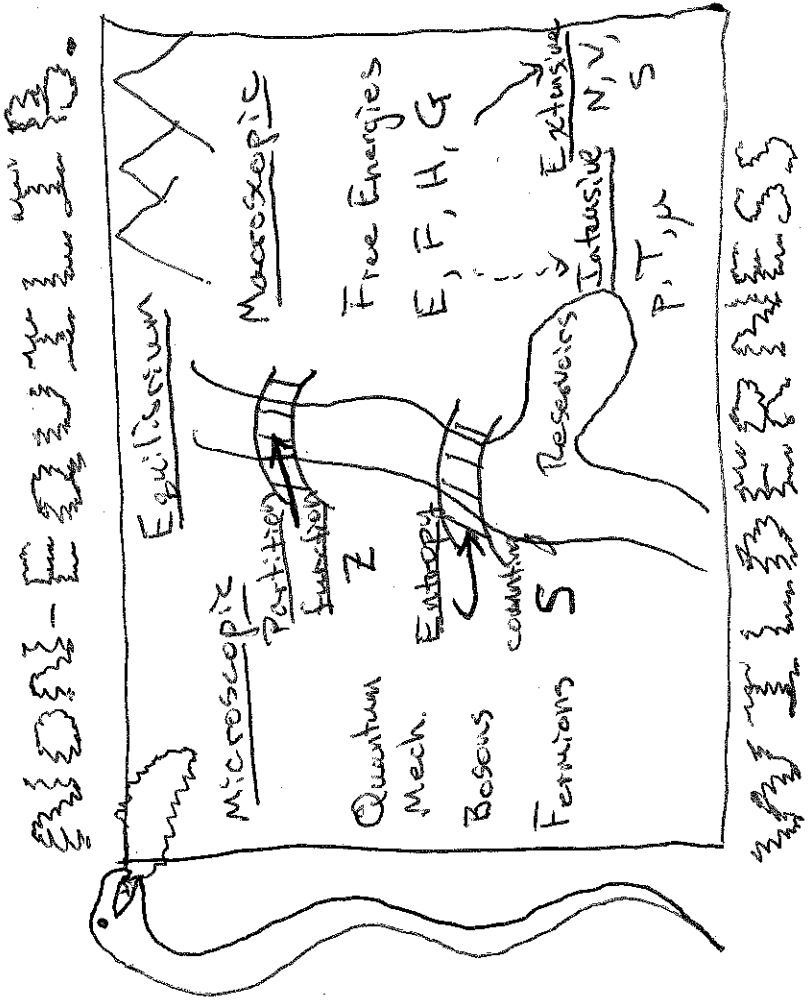 NON-EQUILIB.
Equilibrium
Microscopic
Macroscopic
Partition
function
Z
Quantum
Mech.
Bosons
Fermions
Entropy
counting
S
Reservoirs
Free Energies
E, F, H, G
Intensive
p, T, μ
Extensive
N, V,
S
WILDERNESS